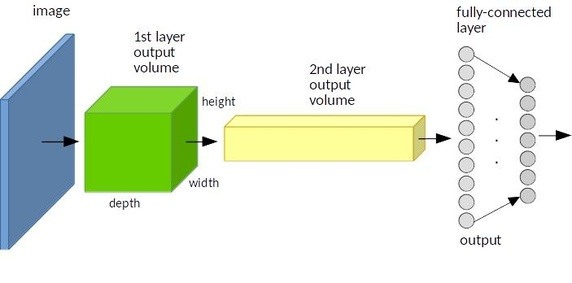 image
1st layer
output
volume
height
width
depth
2nd layer
output
volume
fully-connected
layer
output